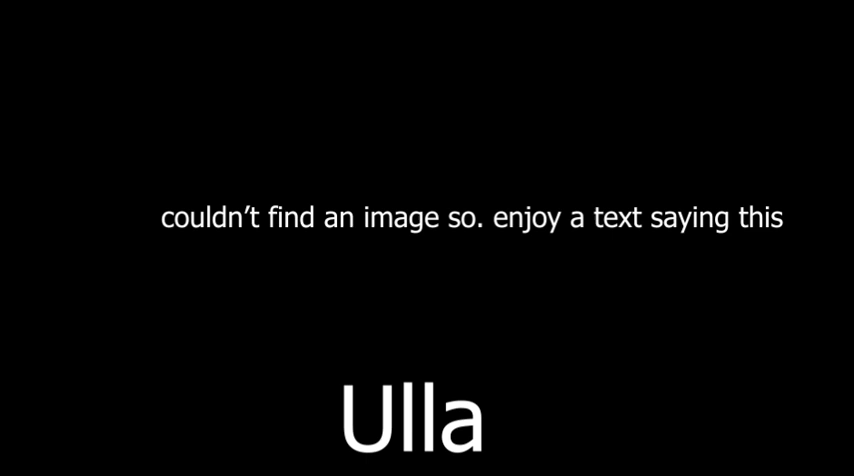 couldn’t find an image so. enjoy a text saying this
Ulla